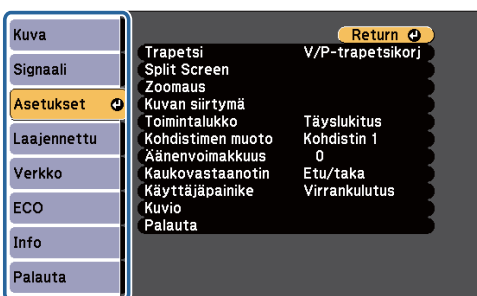 Kuva
Signaali
Asetukset
Laajennettu
Verkko
ECO
Info
Palauta
Return
Trapetsi V/P-trapetsikorj
Split Screen
Zoomaus
Kuvan siirtymä
Toimintalukko Täyslukitus
Kohdistimen muoto Kohdistin 1
Äänenvoimakkuus 0
Kaukovastaanotin Etu/taka
Käyttäjäpainike Virrankulutus
Kuvio
Palauta